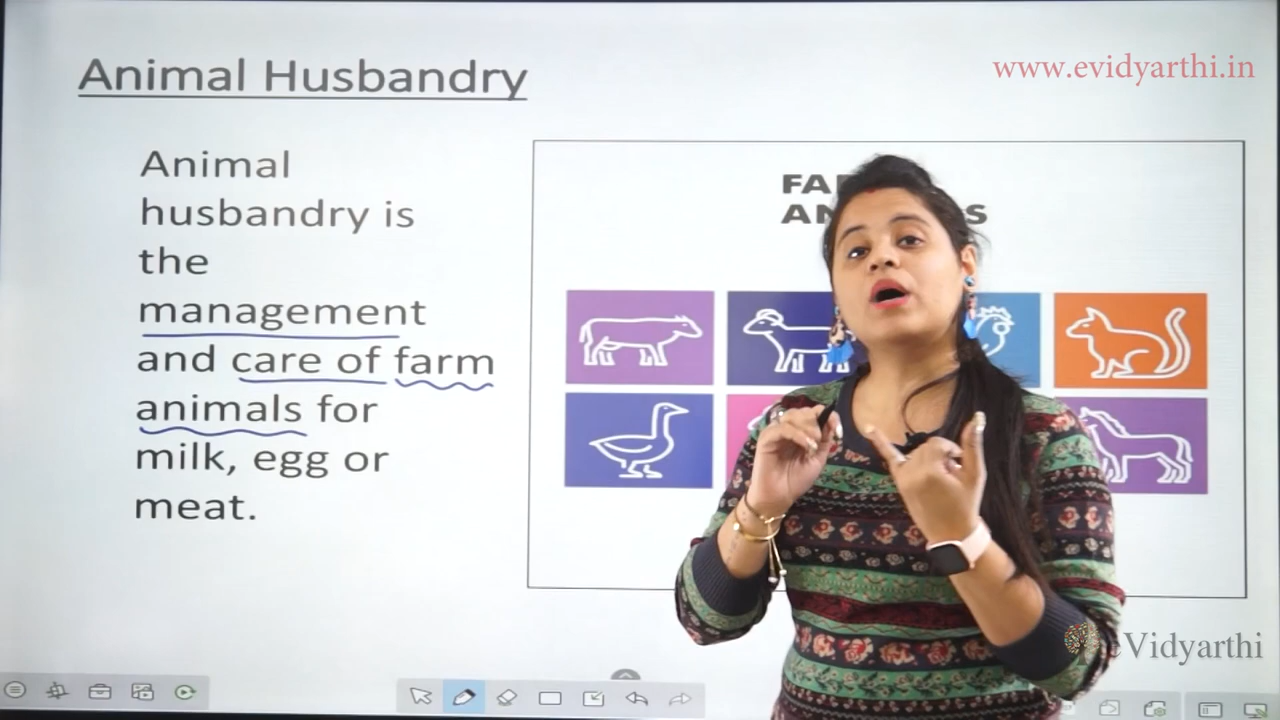 Animal Husbandry
www.evidyarthi.in
Animal
husbandry is
the
management
and care of farm
animals for
milk, egg or
meat.
eVidyarthi